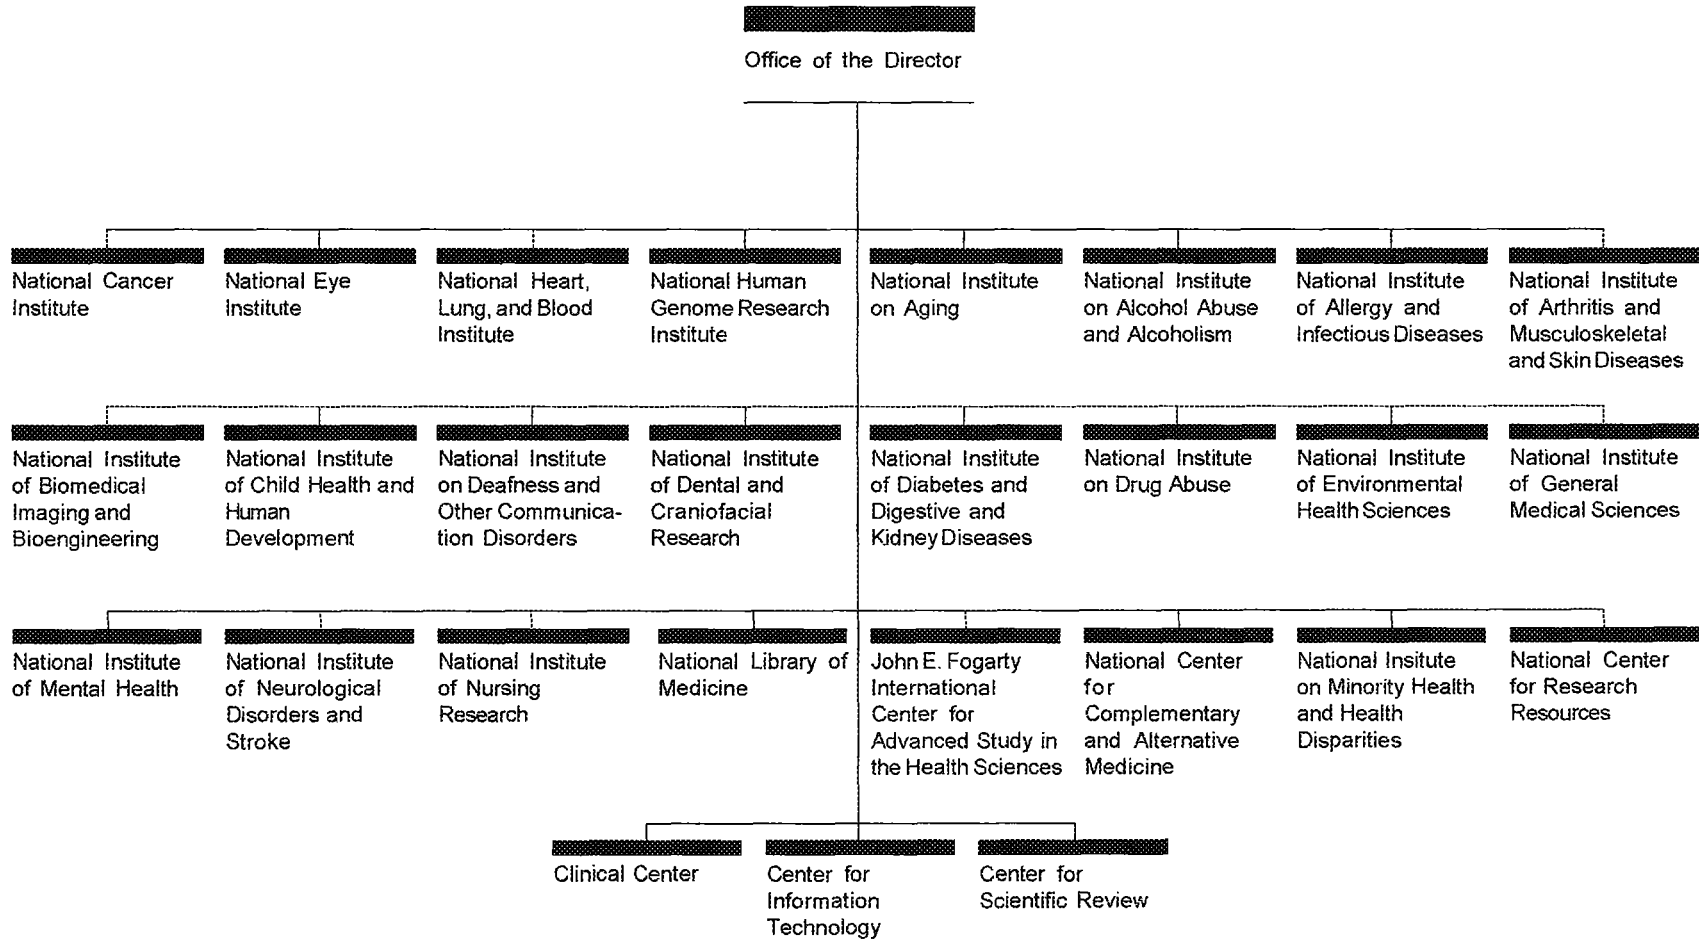 Office of the Director
National Cancer
Institute
National Eye
Institute
National Heart,
Lung, and Blood
Institute
National Human
Genome Research
Institute
National Institute
on Aging
National Institute
on Alcohol Abuse
and Alcoholism
National Institute
of Allergy and
Infectious Diseases
National Institute
of Arthritis and
Musculoskeletal
and Skin Diseases
National Institute
of Biomedical
Imaging and
Bioengineering
National Institute
of Child Health and
Human
Development
National Institute
on Deafness and
Other Communica-
tion Disorders
National Institute
of Dental and
Craniofacial
Research
National Institute
of Diabetes and
Digestive and
Kidney Diseases
National Institute
on Drug Abuse
National Institute
of Environmental
Health Sciences
National Institute
of General
Medical Sciences
National Institute
of Mental Health
National Institute
of Neurological
Disorders and
Stroke
National Institute
of Nursing
Research
National Library of
Medicine
John E. Fogarty
International
Center for
Advanced Study in
the Health Sciences
National Center
for
Complementary
and Alternative
Medicine
National Insitute
on Minority Health
and Health
Disparities
National Center
for Research
Resources
Clinical Center
Center for
Information
Technology
Center for
Scientific Review